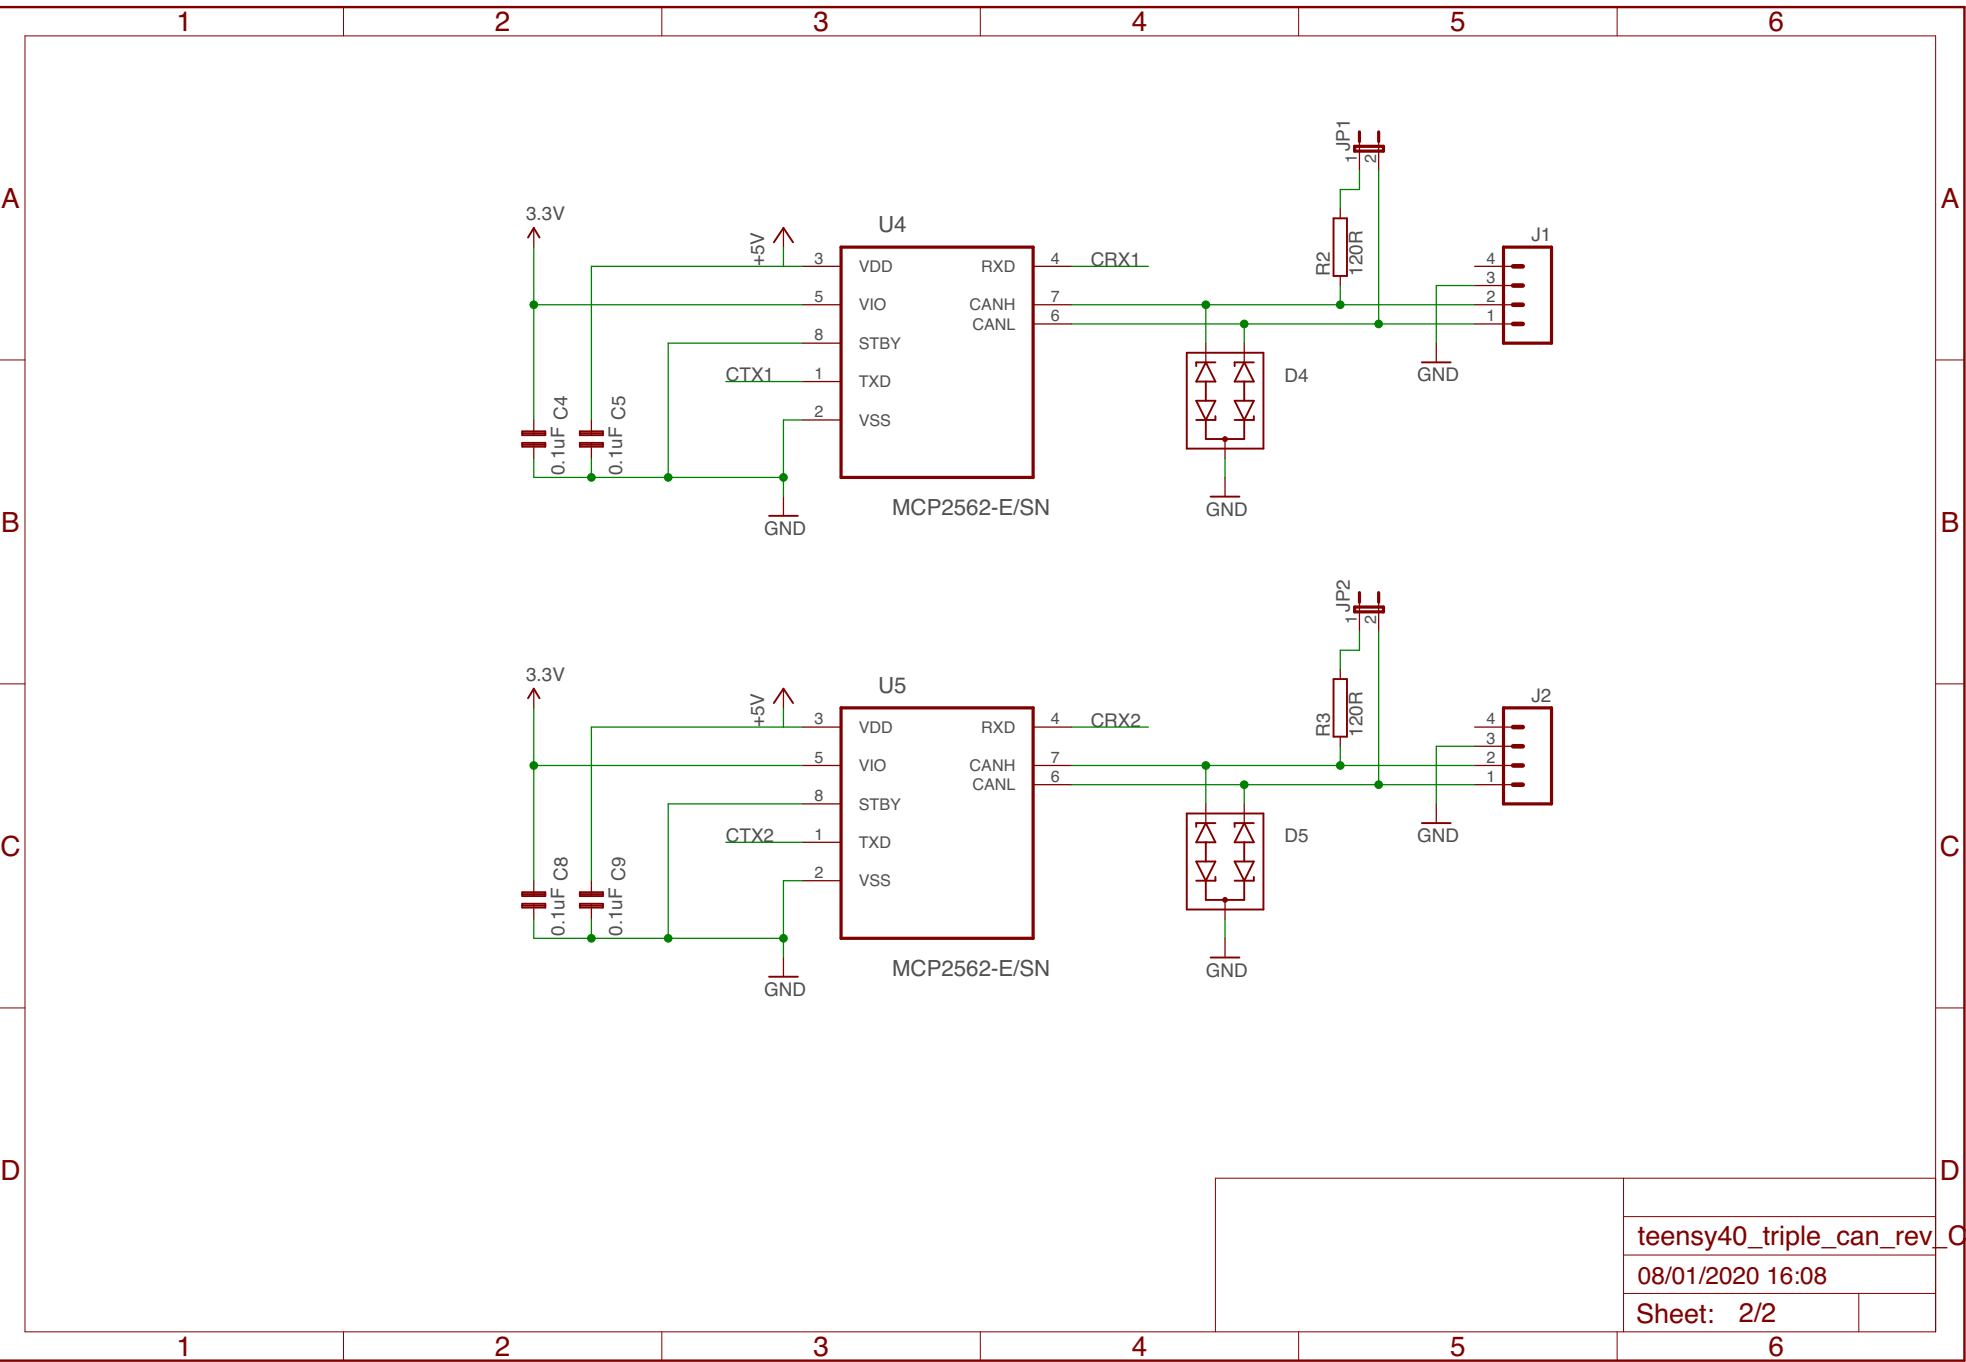 1 2 3 4 5 6
A A
JP1
1 2
3.3V
U4
+5V
R2
120R
J1
3 VDD
RXD 4 CRX1
5 VIO
CANH 7
CANL 6
8 STBY
CTX1 1 TXD
2 VSS
4
3
2
1
GND
D4
C4
0.1uF
C5
0.1uF
GND
MCP2562-E/SN
GND
B B
JP2
1 2
3.3V
U5
+5V
R3
120R
J2
3 VDD
RXD 4 CRX2
5 VIO
CANH 7
CANL 6
8 STBY
CTX2 1 TXD
2 VSS
4
3
2
1
GND
D5
C C
C8
0.1uF
C9
0.1uF
GND
MCP2562-E/SN
GND
D D
teensy40_triple_can_rev_C
08/01/2020 16:08
Sheet: 2/2
1 2 3 4 5 6